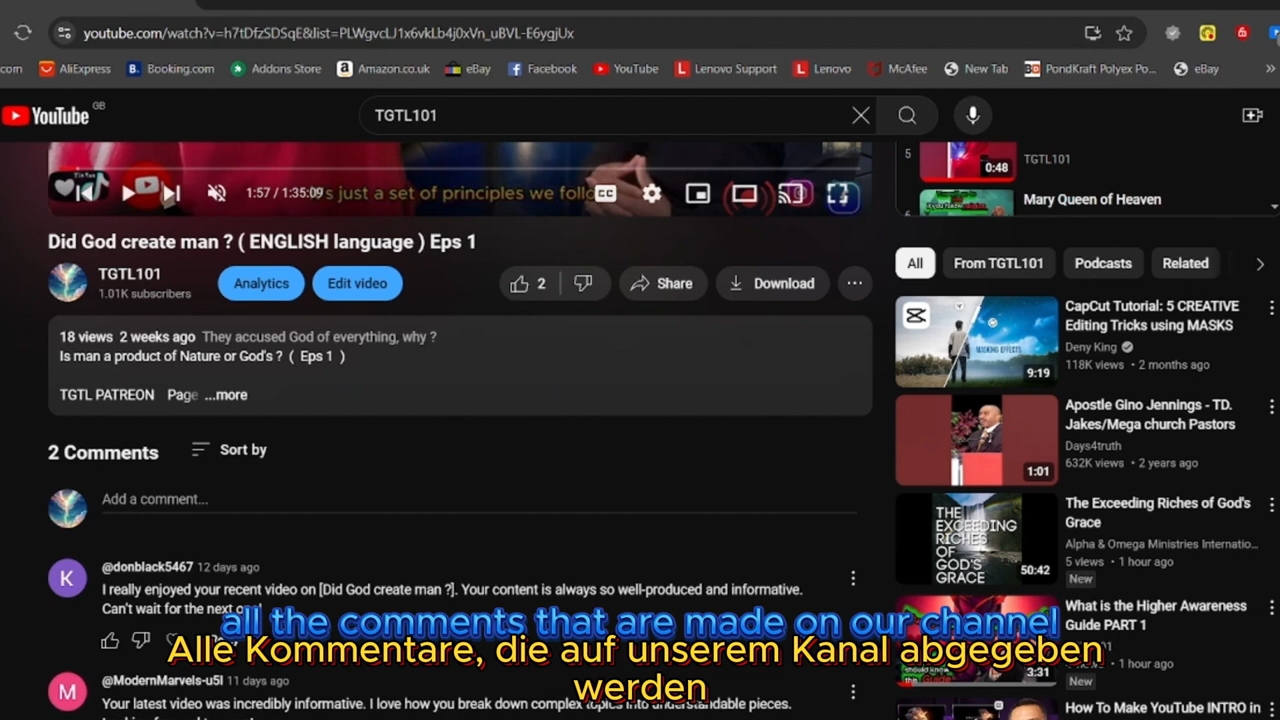 youtube.com/watch?v=h7tDfzSDSqE&list=PLWgvcLJ1x6vkLb4j0xVn_uBVL-E6ygjUx
com AliExpress Booking.com Addons Store Amazon.co.uk eBay Facebook YouTube Lenovo Support Lenovo McAfee New Tab PondKraft Polyex Po... eBay »
YouTube GB
TGTL101
1:57 / 1:35:09
's just a set of principles we follo
CC
Did God create man ? ( ENGLISH language ) Eps 1
TGTL101
1.01K subscribers
Analytics
Edit video
2
Share
Download
18 views 2 weeks ago They accused God of everything, why ?
Is man a product of Nature or God's ? ( Eps 1 )
TGTL PATREON Page ...more
2 Comments
Sort by
Add a comment...
K
@donblack5467 12 days ago
I really enjoyed your recent video on [Did God create man ?]. Your content is always so well-produced and informative.
Can't wait for the next
all the comments that are made on our channel
Alle Kommentare, die auf unserem Kanal abgegeben
werden
M
@ModernMarvels-u5l 11 days ago
Your latest video was incredibly informative. I love how you break down complex topics into understandable pieces.
5
0:48
TGTL101
Mary Queen of Heaven
All
From TGTL101
Podcasts
Related
9:19
CapCut Tutorial: 5 CREATIVE
Editing Tricks using MASKS
Deny King
118K views • 2 months ago
1:01
Apostle Gino Jennings - TD.
Jakes/Mega church Pastors
Days4truth
632K views • 2 years ago
THE
EXCEEDING
RICHES
OF
GOD'S
GRACE
50:42
The Exceeding Riches of God's
Grace
Alpha & Omega Ministries Internatio...
5 views • 1 hour ago
New
3:31
What is the Higher Awareness
Guide PART 1
views • 1 hour ago
New
How To Make YouTube INTRO in